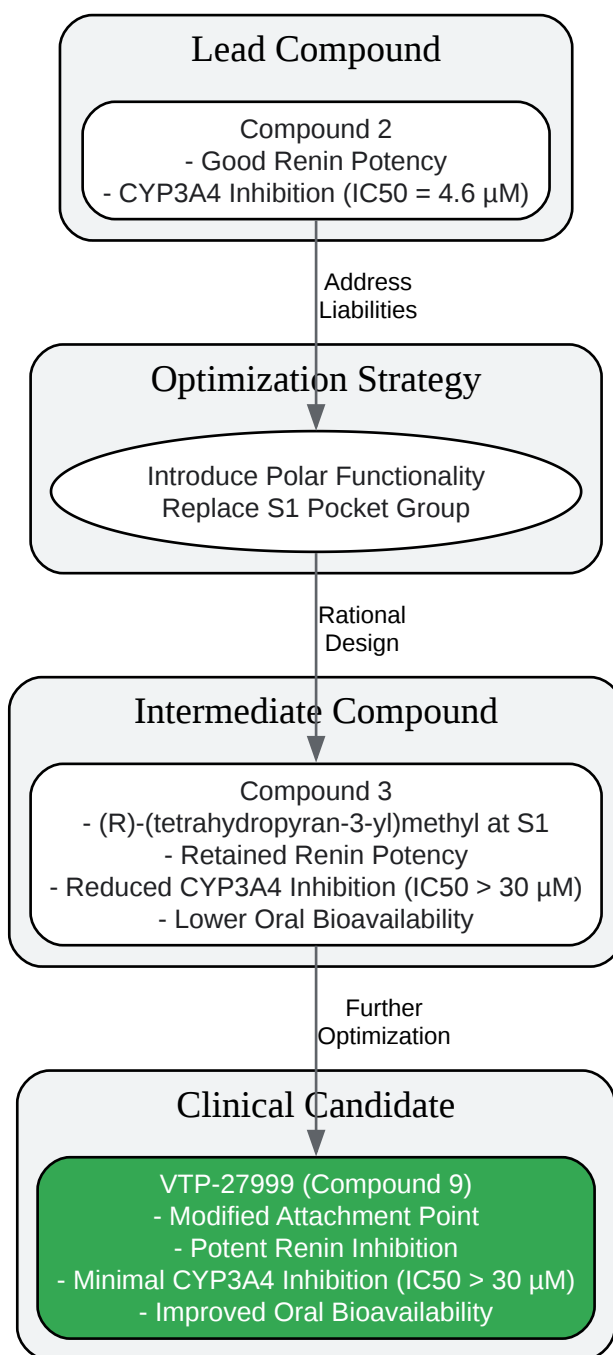 Lead Compound
Compound 2
- Good Renin Potency
- CYP3A4 Inhibition (IC50 = 4.6 µM)
Address
Liabilities
Optimization Strategy
Introduce Polar Functionality
Replace S1 Pocket Group
Rational
Design
Intermediate Compound
Compound 3
- (R)-(tetrahydropyran-3-yl)methyl at S1
- Retained Renin Potency
- Reduced CYP3A4 Inhibition (IC50 > 30 µM)
- Lower Oral Bioavailability
Further
Optimization
Clinical Candidate
VTP-27999 (Compound 9)
- Modified Attachment Point
- Potent Renin Inhibition
- Minimal CYP3A4 Inhibition (IC50 > 30 µM)
- Improved Oral Bioavailability